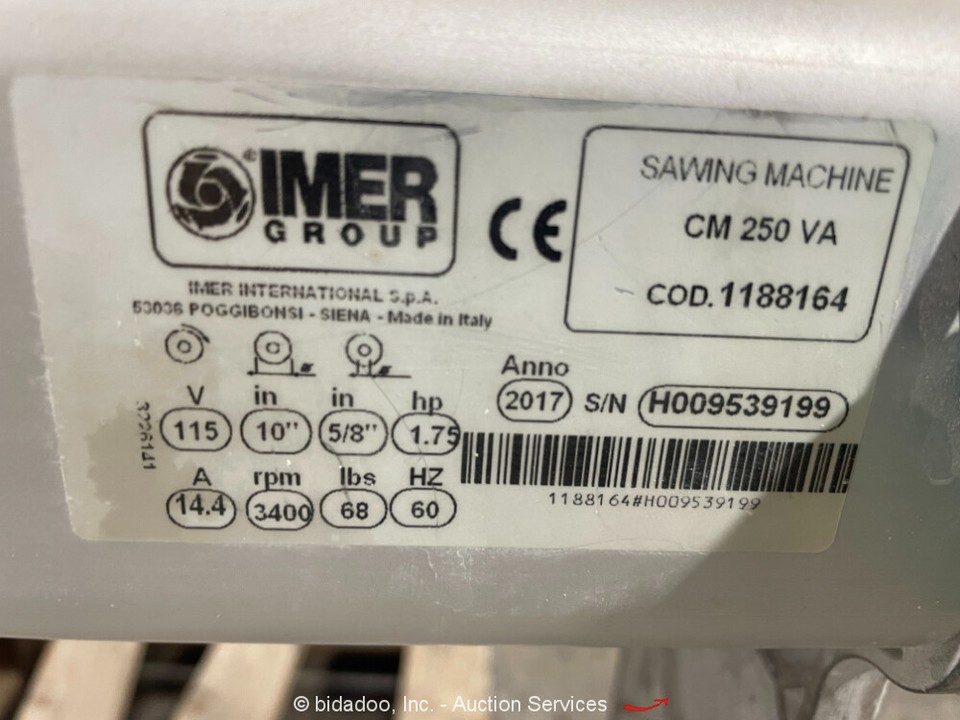 IMER
GROUP
CE
SAWING MACHINE
CM 250 VA
COD. 1188164
IMER INTERNATIONAL S.p.A.
53036 POGGIBONSI - SIENA - Made in Italy
V in in hp
115 10" 5/8" 1.75
A rpm lbs HZ
14.4 3400 68 60
3226141
Anno
2017 S/N H009539199
1188164#H009539199
© bidadoo, Inc. - Auction Services